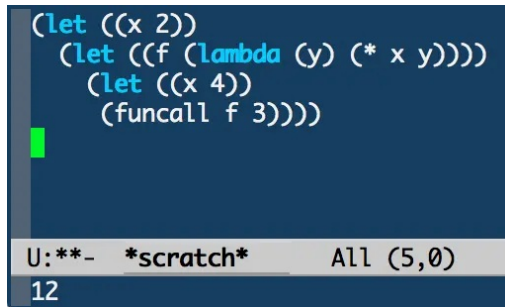 (let ((x 2))
  (let ((f (lambda (y) (* x y))))
    (let ((x 4))
     (funcall f 3))))
U:**-  *scratch*      All (5,0)
12